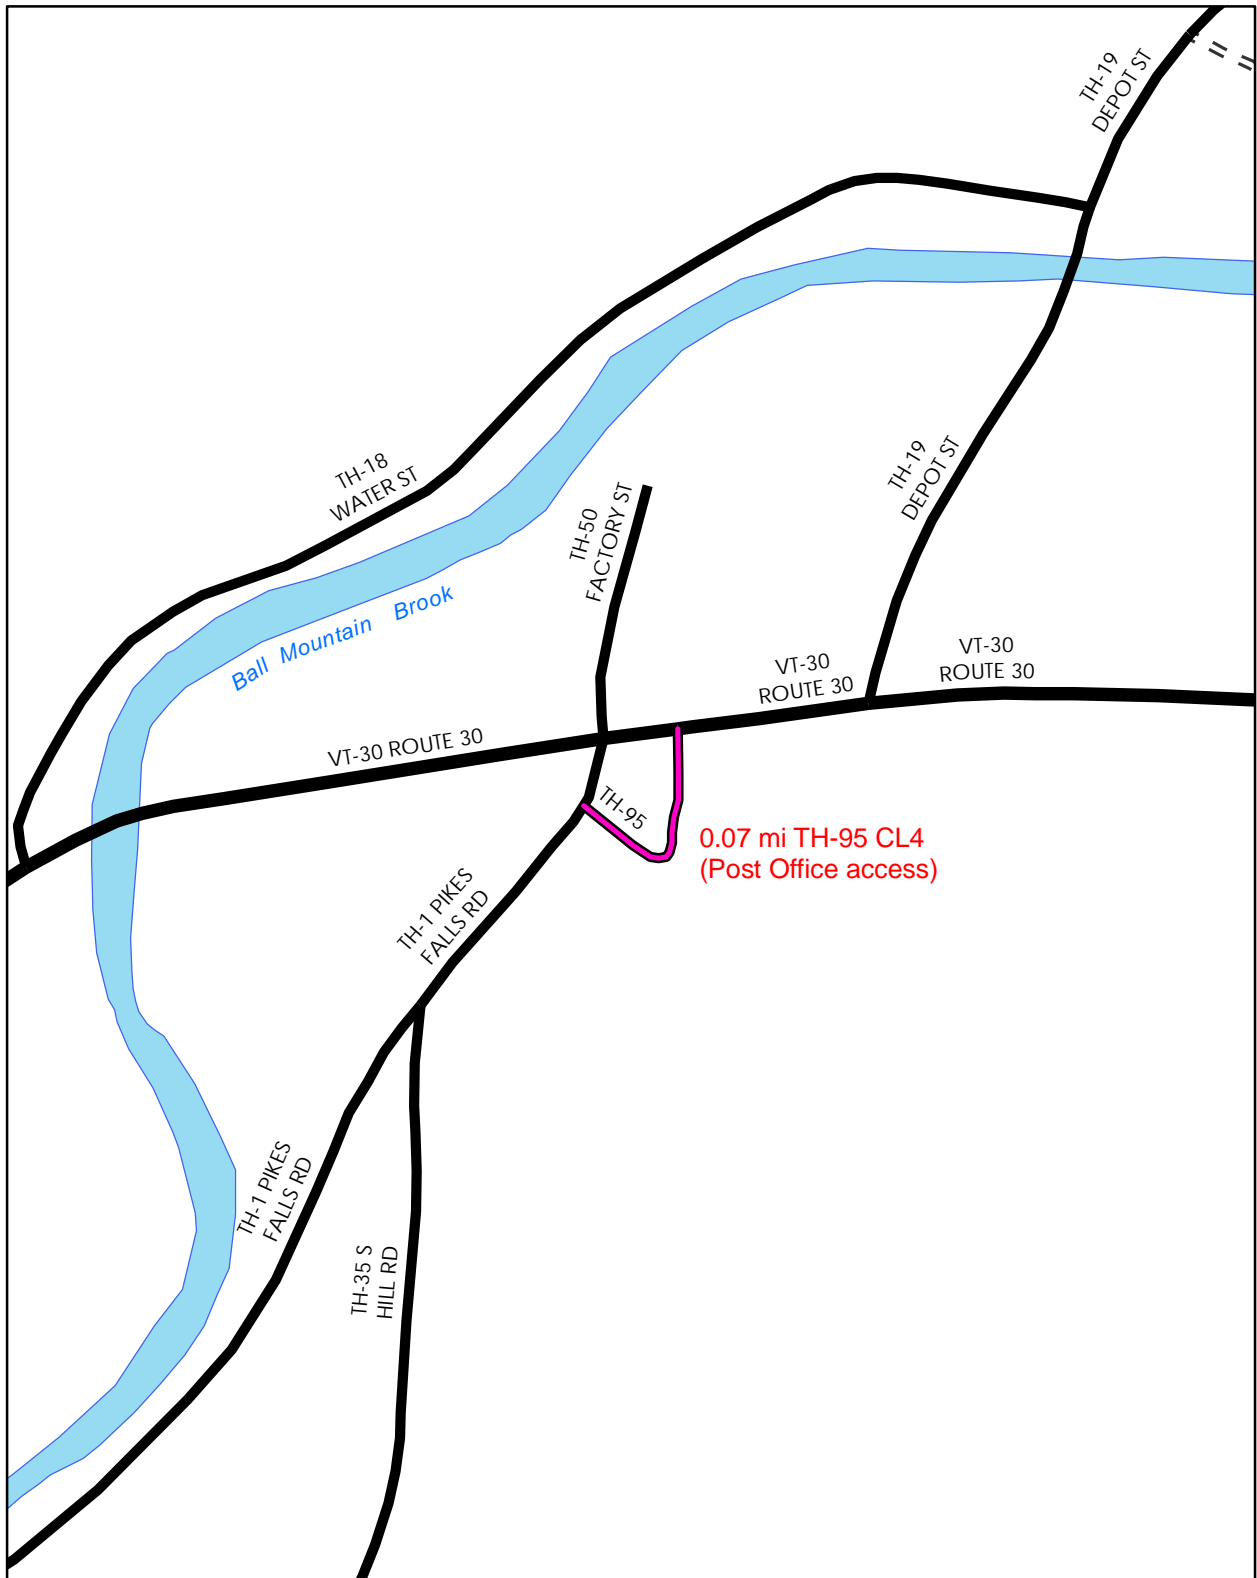 TH-19
DEPOT ST
TH-18
WATER ST
TH-19
DEPOT ST
TH-50
FACTORY ST
Ball Mountain Brook
VT-30
ROUTE 30
VT-30
ROUTE 30
VT-30 ROUTE 30
TH-95
0.07 mi TH-95 CL4
(Post Office access)
TH-1 PIKES
FALLS RD
TH-1 PIKES
FALLS RD
TH-35 S
HILL RD